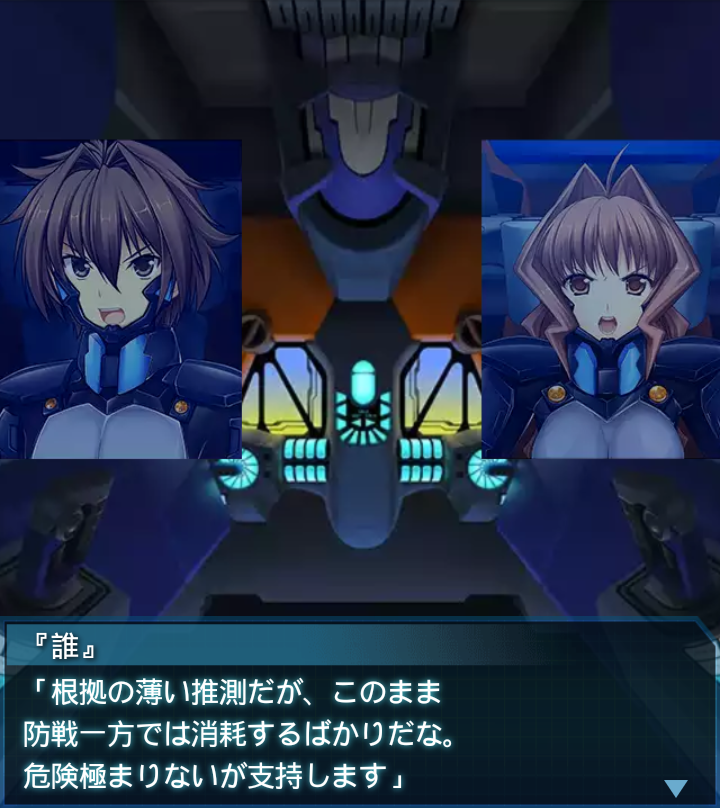 『誰』
「根拠の薄い推測だが、このまま
防戦一方では消耗するばかりだな。
危険極まりないが支持します」